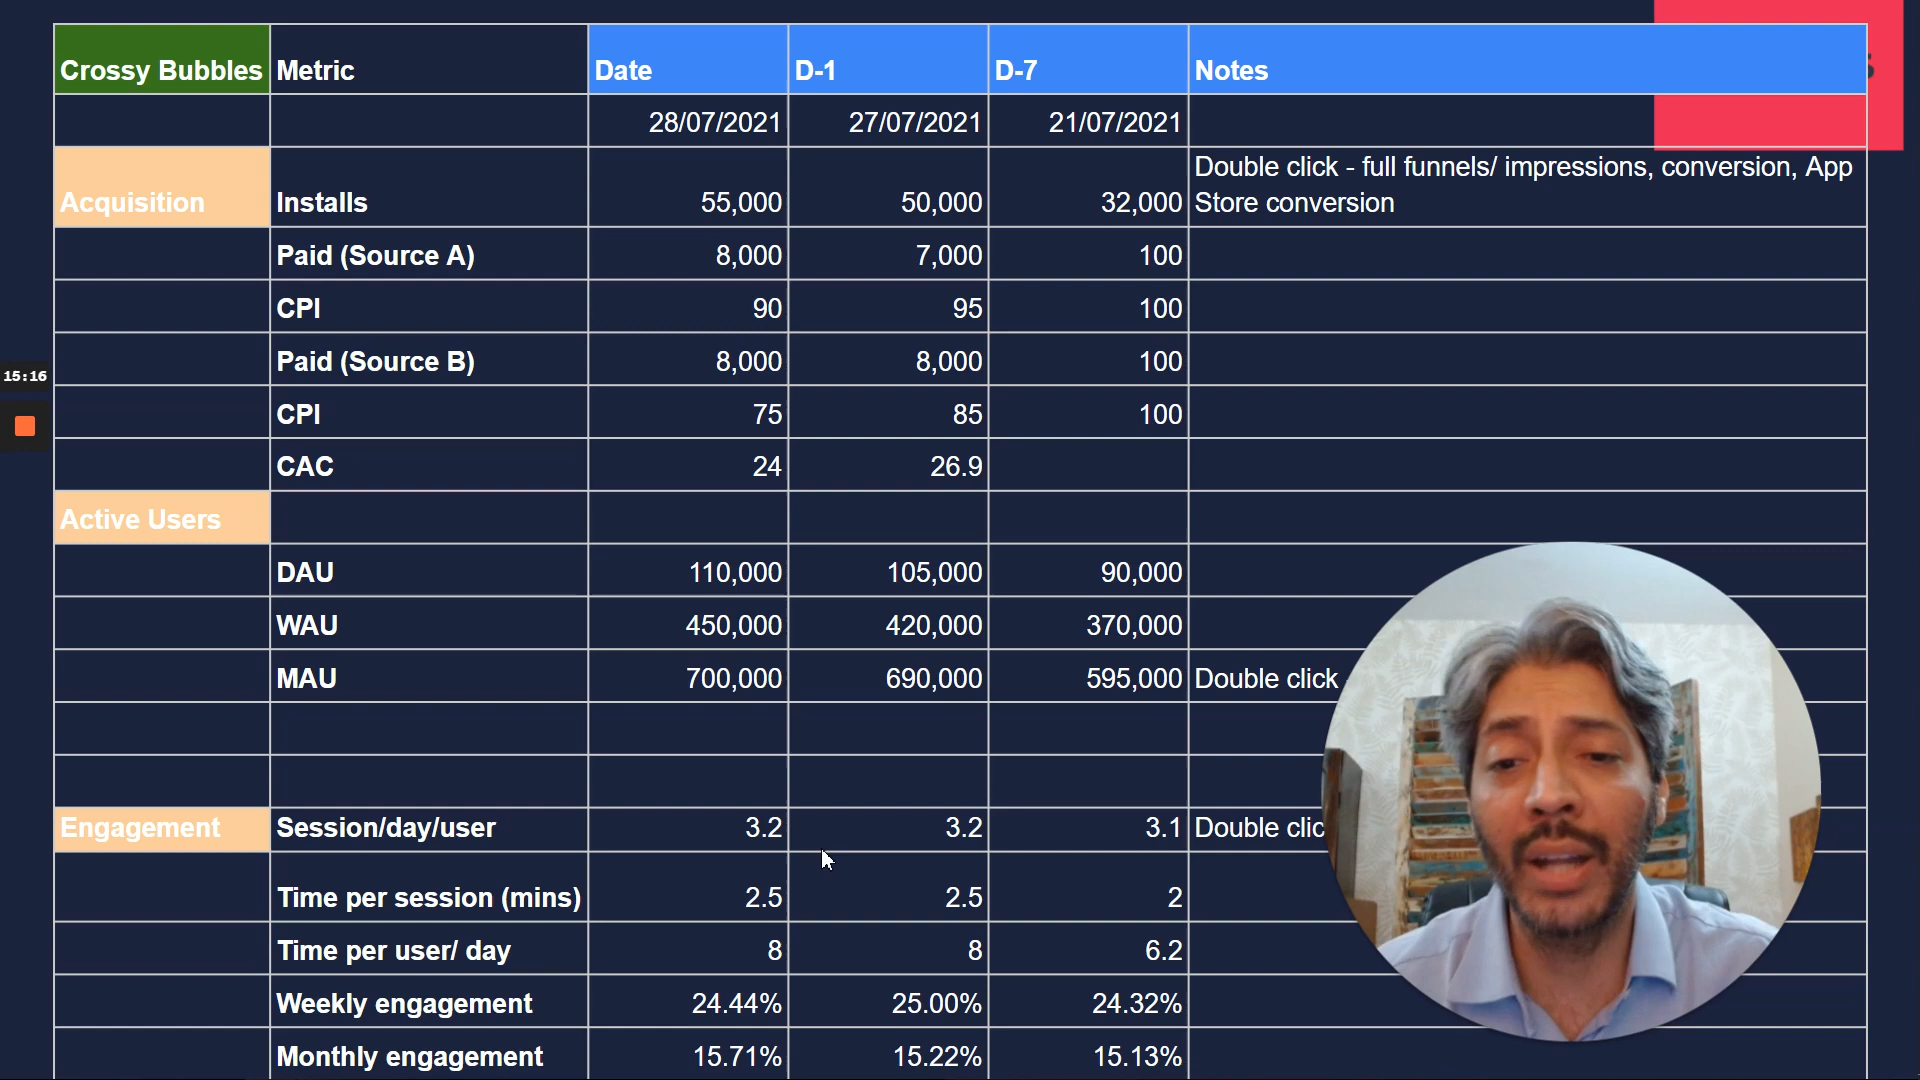 Crossy Bubbles Metric Date D-1 D-7 Notes
28/07/2021 27/07/2021 21/07/2021
Double click - full funnels/ impressions, conversion, App
Acquisition Installs 55,000 50,000 32,000 Store conversion
Paid (Source A) 8,000 7,000 100
CPI 90 95 100
Paid (Source B) 8,000 8,000 100
15:16
CPI 75 85 100
CAC 24 26.9
Active Users
DAU 110,000 105,000 90,000
WAU 450,000 420,000 370,000
MAU 700,000 690,000 595,000 Double click
Engagement Session/day/user 3.2 3.2 3.1 Double clic
Time per session (mins) 2.5 2.5 2
Time per user/ day 8 8 6.2
Weekly engagement 24.44% 25.00% 24.32%
Monthly engagement 15.71% 15.22% 15.13%